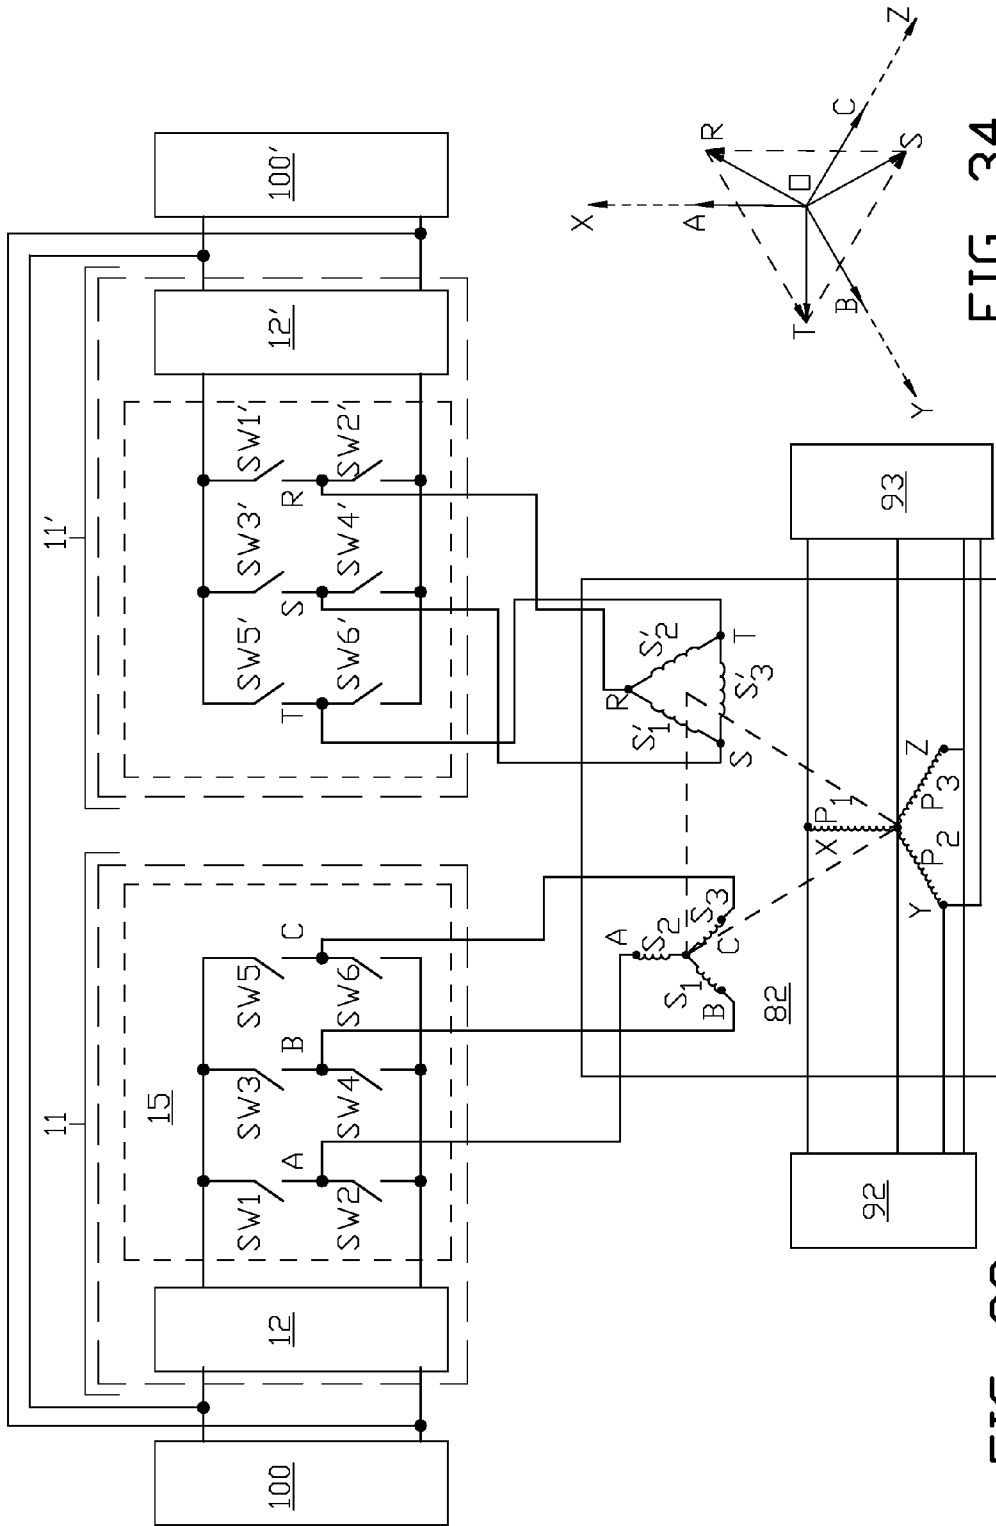 11
11'
100
12
15
SW1
SW3
SW5
A
B
C
SW2
SW4
SW6
SW5'
SW3'
SW1'
T
S
R
SW6'
SW4'
SW2'
12'
100'
A
S2
S1
S3
B
C
82
R
S'1
S'2
S
S'3
T
X
P1
Y
P2
P3
Z
92
93
X
A
R
O
T
B
C
S
Y
Z
FIG. 34